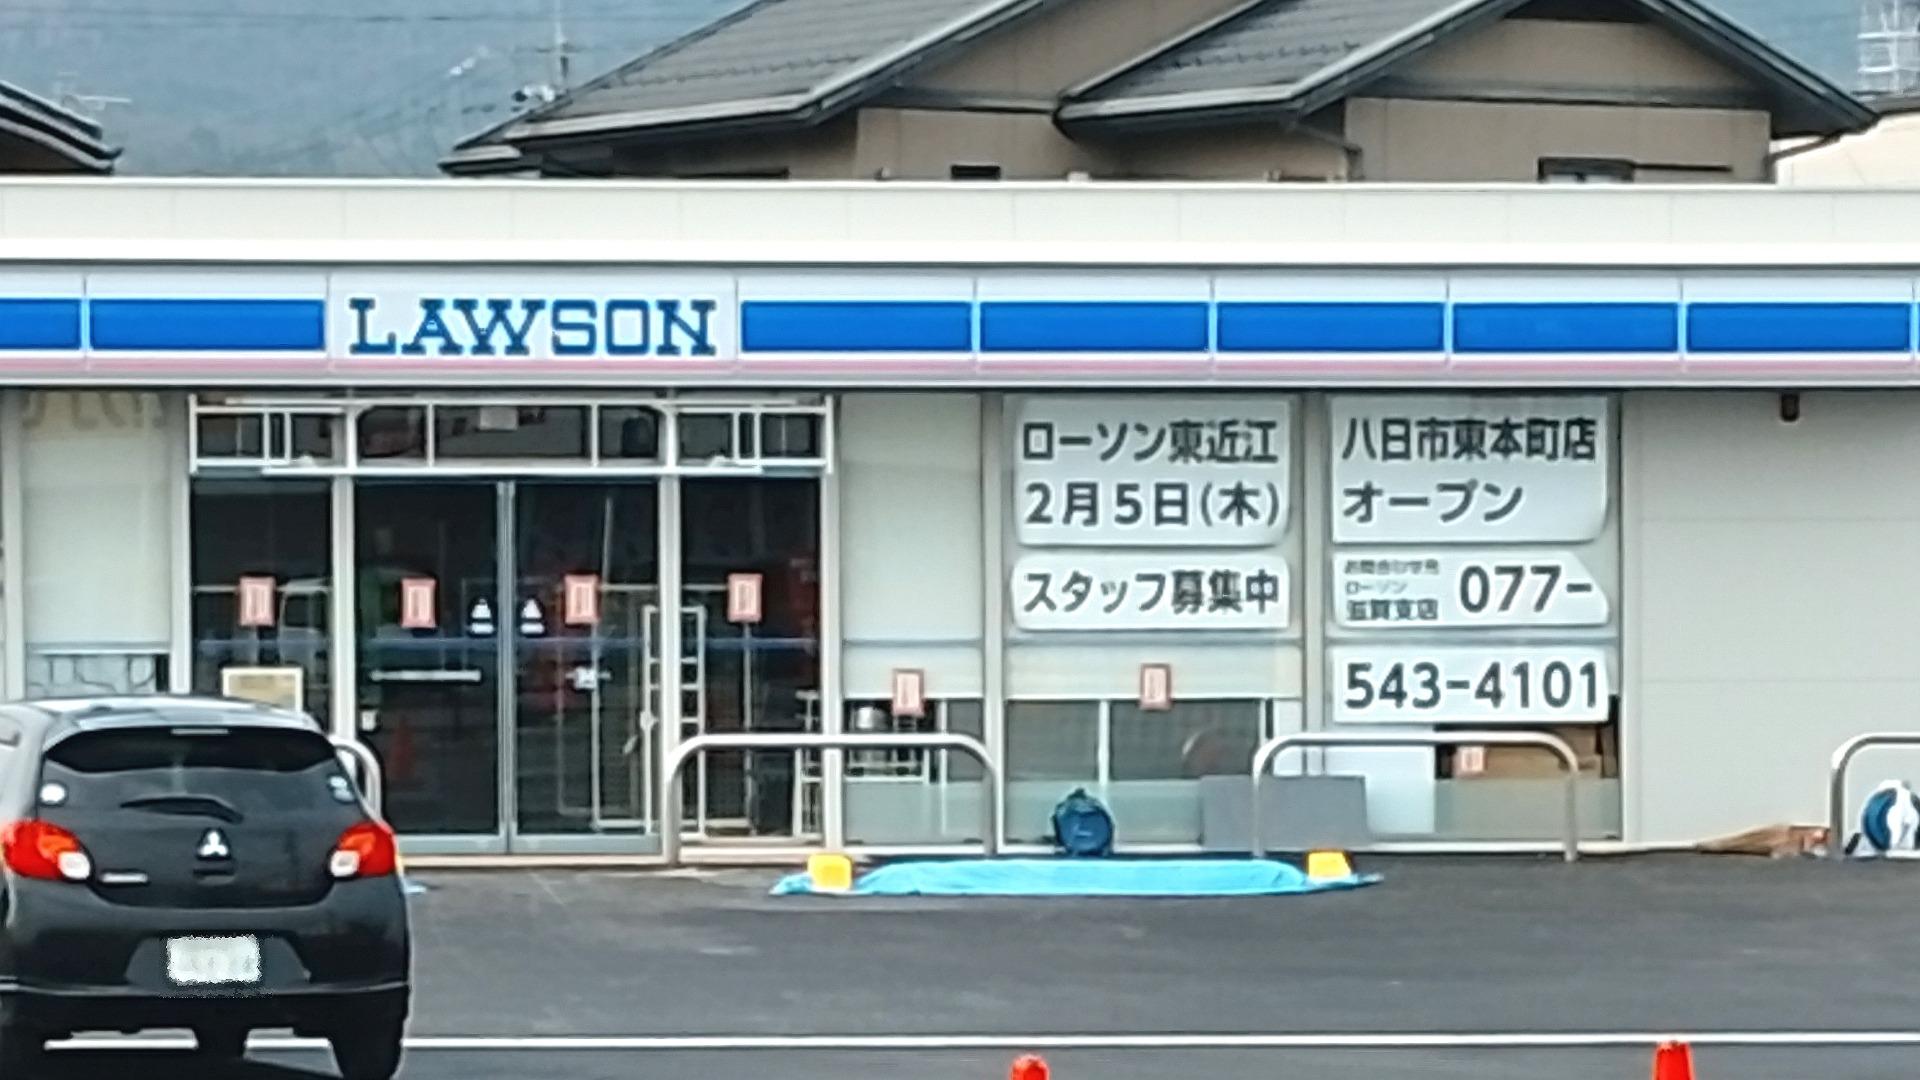 LAWSON
ローソン東近江
八日市東本町店
2月5日(木)
オープン
スタッフ募集中
お問合わせ先
ローソン
滋賀支店
077-
543-4101